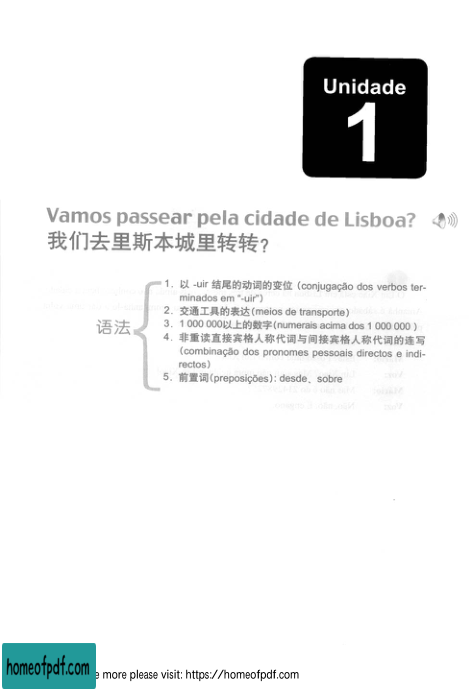 Unidade
1
Vamos passear pela cidade de Lisboa?
我们去里斯本城里转转？
语法
1. 以 -uir 结尾的动词的变位 (conjugação dos verbos ter-
minados em "-uir")
2. 交通工具的表达(meios de transporte)
3. 1 000 000以上的数字(numerais acima dos 1 000 000 )
4. 非重读直接宾格人称代词与间接宾格人称代词的连写
(combinação dos pronomes pessoais directos e indi-
rectos)
5. 前置词(preposições): desde、sobre
homeofpdf.com
e more please visit: https://homeofpdf.com